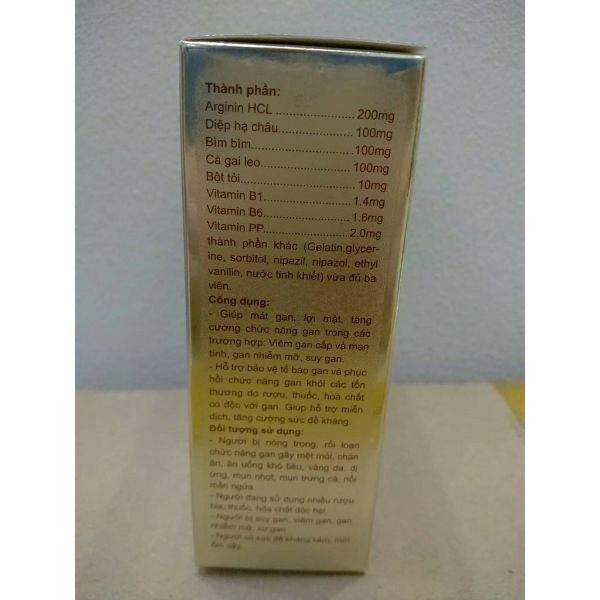 Thành phần:
Arginin HCL ........................ 200mg
Diệp hạ châu....................... 100mg
Bìm bìm...............................100mg
Cà gai leo........................... 100mg
Bột tỏi.................................. 10mg
Vitamin B1.......................... 1.4mg
Vitamin B6.......................... 1.6mg
Vitamin PP.......................... 2.0mg
thành phần khác (Gelatin,glycer-
ine, sorbitol, nipazil, nipazol, ethyl
vanilin, nước tinh khiết) vừa đủ ba
viên.
Công dụng:
- Giúp mát gan, lợi mật, tăng
cường chức năng gan trong các
trường hợp: Viêm gan cấp và mạn
tính, gan nhiễm mỡ, suy gan.
- Hỗ trợ bảo vệ tế bào gan và phục
hồi chức năng gan khỏi các tổn
thương do rượu, thuốc, hoá chất
có độc với gan. Giúp hỗ trợ miễn
dịch, tăng cường sức đề kháng.
Đối tượng sử dụng:
- Người bị nóng trong, rối loạn
chức năng gan gây mệt mỏi, chán
ăn, ăn uống khó tiêu, vàng da, dị
ứng, mụn nhọt, mụn trứng cá, nổi
mẩn ngứa.
- Người đang sử dụng nhiều rượu
bia, thuốc, hóa chất độc hại.
- Người bị suy gan, viêm gan, gan
nhiễm mỡ, xơ gan
- Người có sức đề kháng kém, mới
ốm dậy.